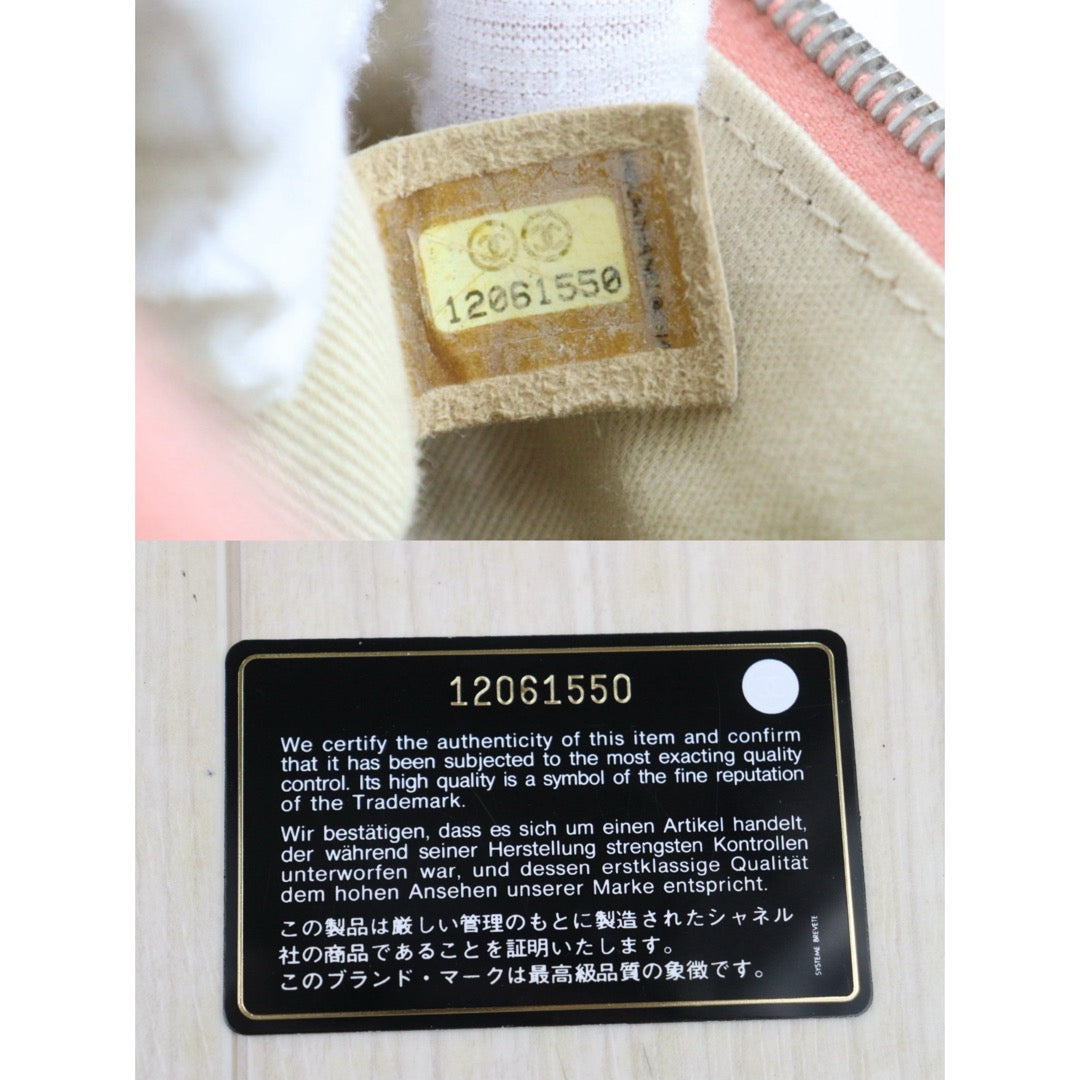 12061550
12061550
We certify the authenticity of this item and confirm
that it has been subjected to the most exacting quality
control. Its high quality is a symbol of the fine reputation
of the Trademark.
Wir bestätigen, dass es sich um einen Artikel handelt,
der während seiner Herstellung strengsten Kontrollen
unterworfen war, und dessen erstklassige Qualität
dem hohen Ansehen unserer Marke entspricht.
この製品は厳しい管理のもとに製造されたシャネル
社の商品であることを証明いたします。
このブランド・マークは最高級品質の象徴です。
SYSTEME BREVETE